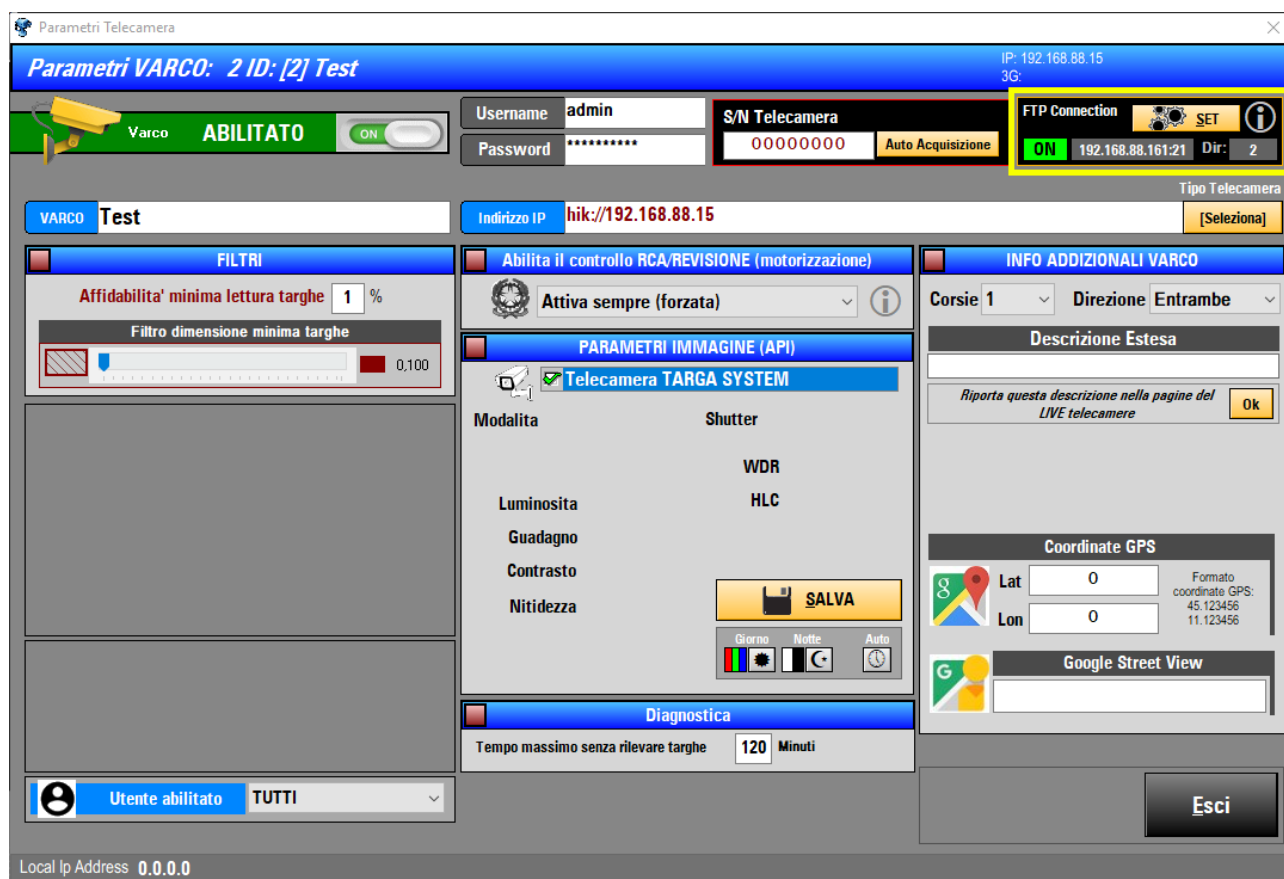 Parametri Telecamera
Parametri VARCO: 2 ID: [2] Test
IP: 192.168.88.15
3G:
Varco ABILITATO ON
Username admin
Password **********
S/N Telecamera
00000000 Auto Acquisizione
FTP Connection SET
ON 192.168.88.161:21 Dir: 2
Tipo Telecamera
VARCO Test
Indirizzo IP hik://192.168.88.15
[Seleziona]
FILTRI
Affidabilita' minima lettura targhe 1 %
Filtro dimensione minima targhe
0,100
Abilita il controllo RCA/REVISIONE (motorizzazione)
Attiva sempre (forzata)
PARAMETRI IMMAGINE (API)
Telecamera TARGA SYSTEM
Modalita Shutter
WDR
Luminosita HLC
Guadagno
Contrasto
Nitidezza
SALVA
Giorno Notte Auto
Diagnostica
Tempo massimo senza rilevare targhe 120 Minuti
INFO ADDIZIONALI VARCO
Corsie 1 Direzione Entrambe
Descrizione Estesa
Riporta questa descrizione nella pagine del
LIVE telecamere
Ok
Coordinate GPS
Lat 0
Lon 0
Formato
coordinate GPS:
45.123456
11.123456
Google Street View
Utente abilitato TUTTI
Esci
Local Ip Address 0.0.0.0